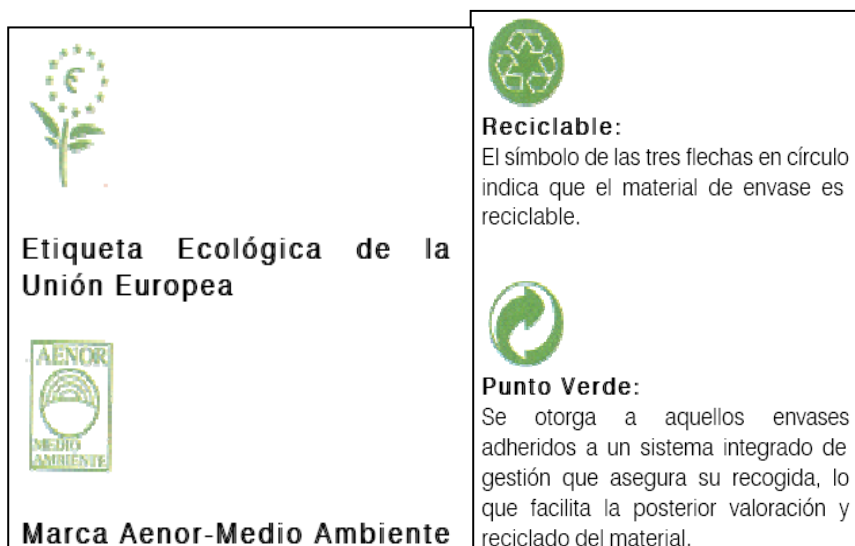 Etiqueta Ecológica de la
Unión Europea
AENOR
MEDIO
AMBIENTE
Marca Aenor-Medio Ambiente
Reciclable:
El símbolo de las tres flechas en círculo
indica que el material de envase es
reciclable.
Punto Verde:
Se otorga a aquellos envases
adheridos a un sistema integrado de
gestión que asegura su recogida, lo
que facilita la posterior valoración y
reciclado del material.